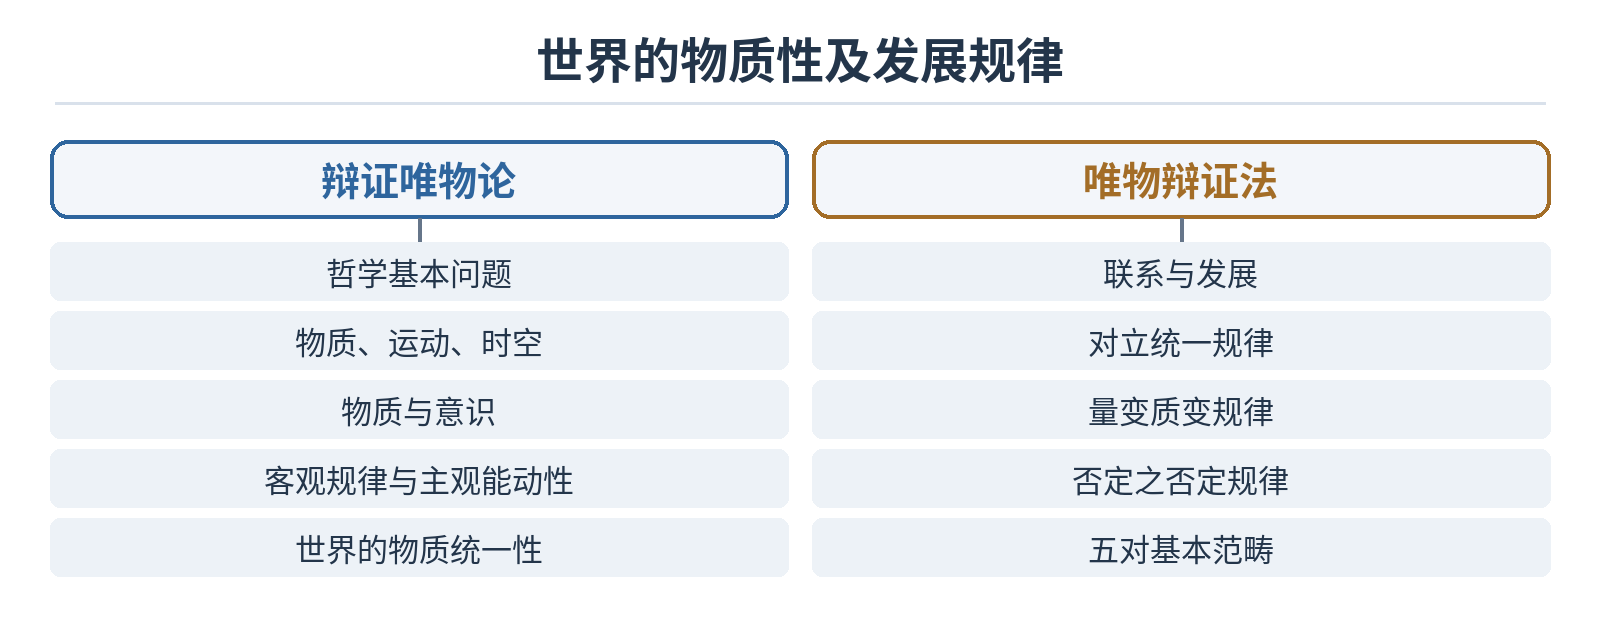 世界的物质性及发展规律
辩证唯物论
哲学基本问题
物质、运动、时空
物质与意识
客观规律与主观能动性
世界的物质统一性
唯物辩证法
联系与发展
对立统一规律
量变质变规律
否定之否定规律
五对基本范畴